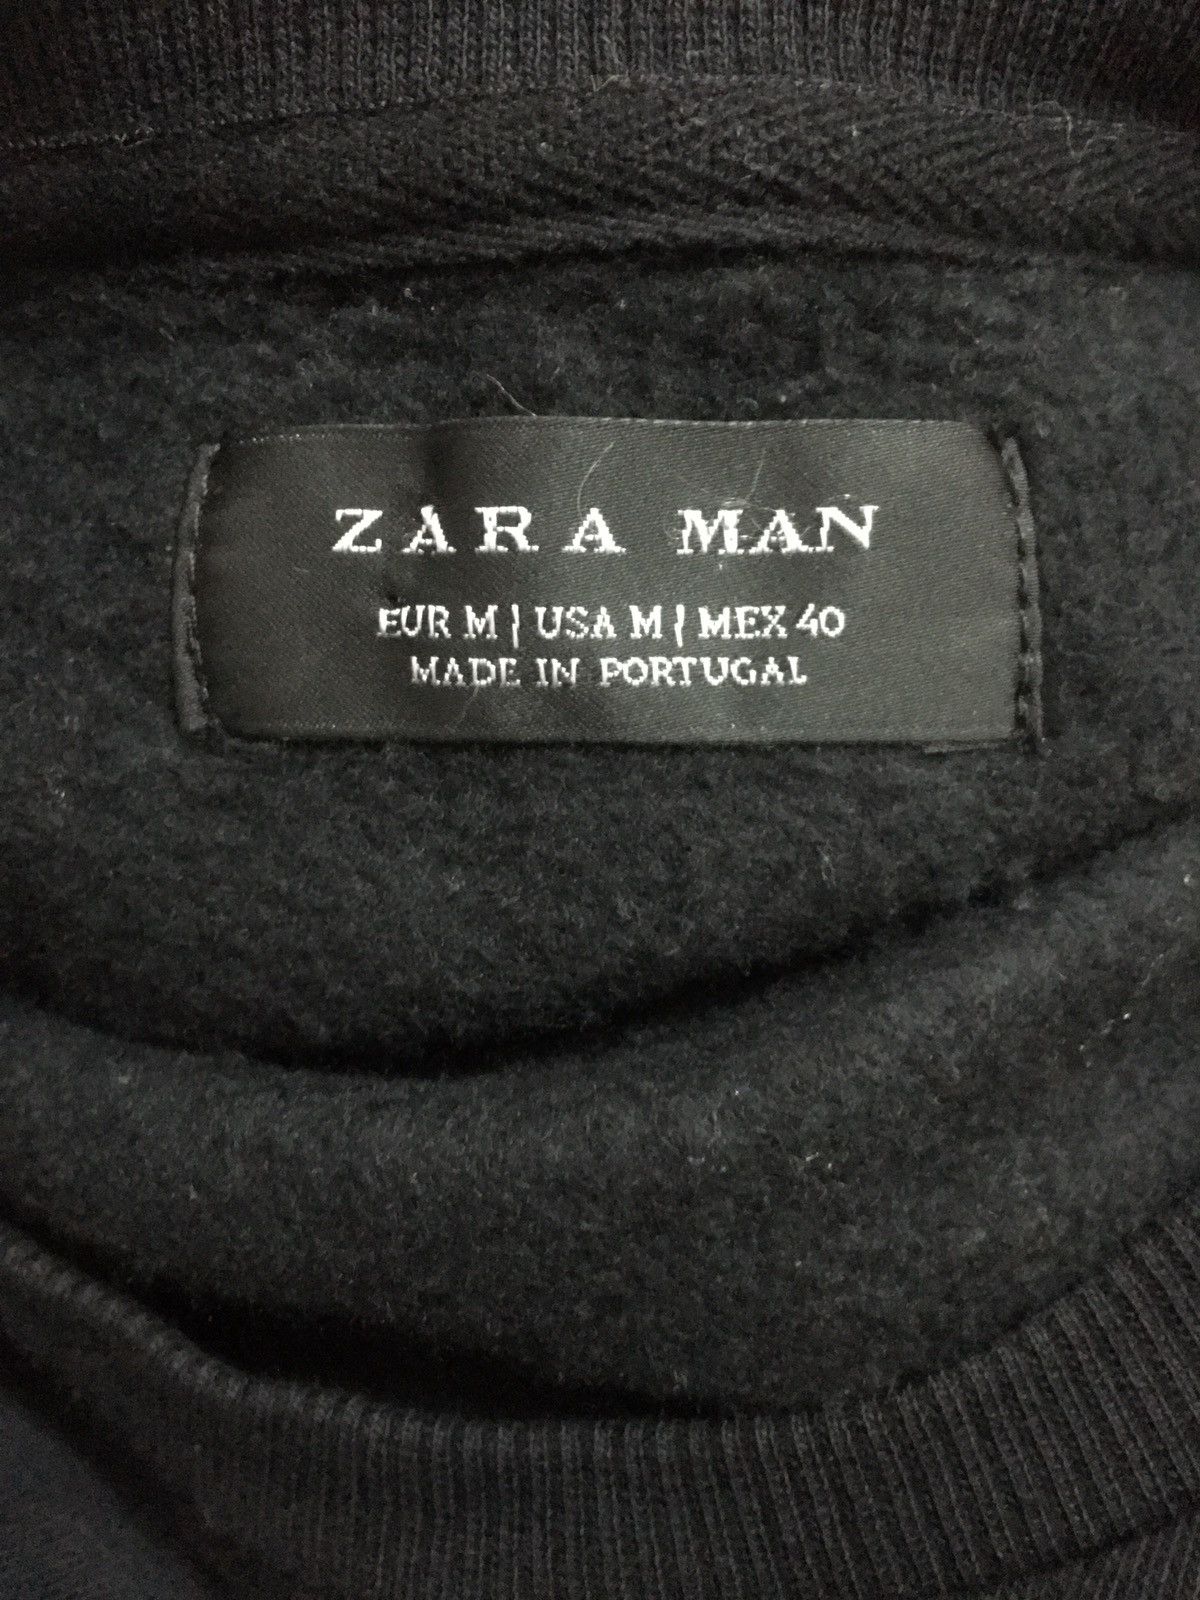 ZARA MAN
EUR M | USA M | MEX 40
MADE IN PORTUGAL